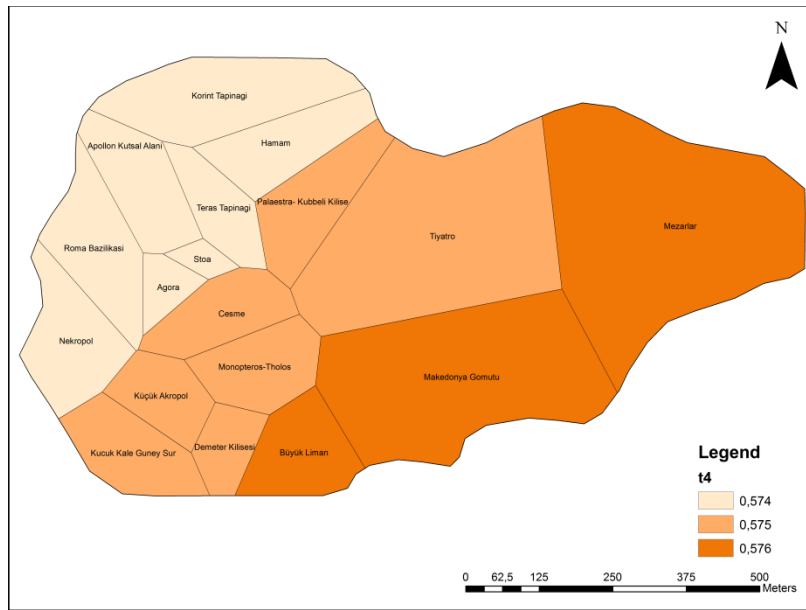 N
Korint Tapinagi
Hamam
Apollon Kutsal Alanı
Teras Tapinagi
Palaestra- Kubbeli Kilise
Tiyatro
Mezarlar
Roma Bazilikasi
Stoa
Agora
Cesme
Nekropol
Monopteros-Tholos
Makedonya Gomutu
Küçük Akropol
Kucuk Kale Guney Sur
Demeter Kilisesi
Büyük Liman
Legend
t4
0,574
0,575
0,576
0 62,5 125 250 375 500
Meters